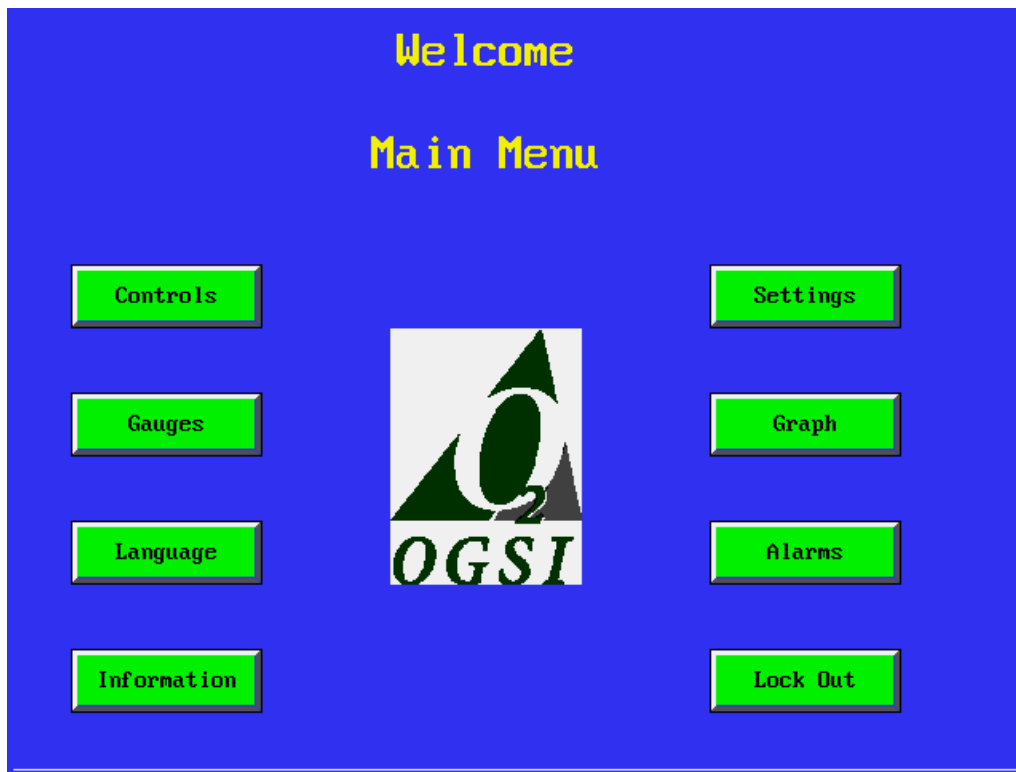 Welcome
Main Menu
Controls
Settings
Gauges
Graph
O2
OGSI
Language
Alarms
Information
Lock Out